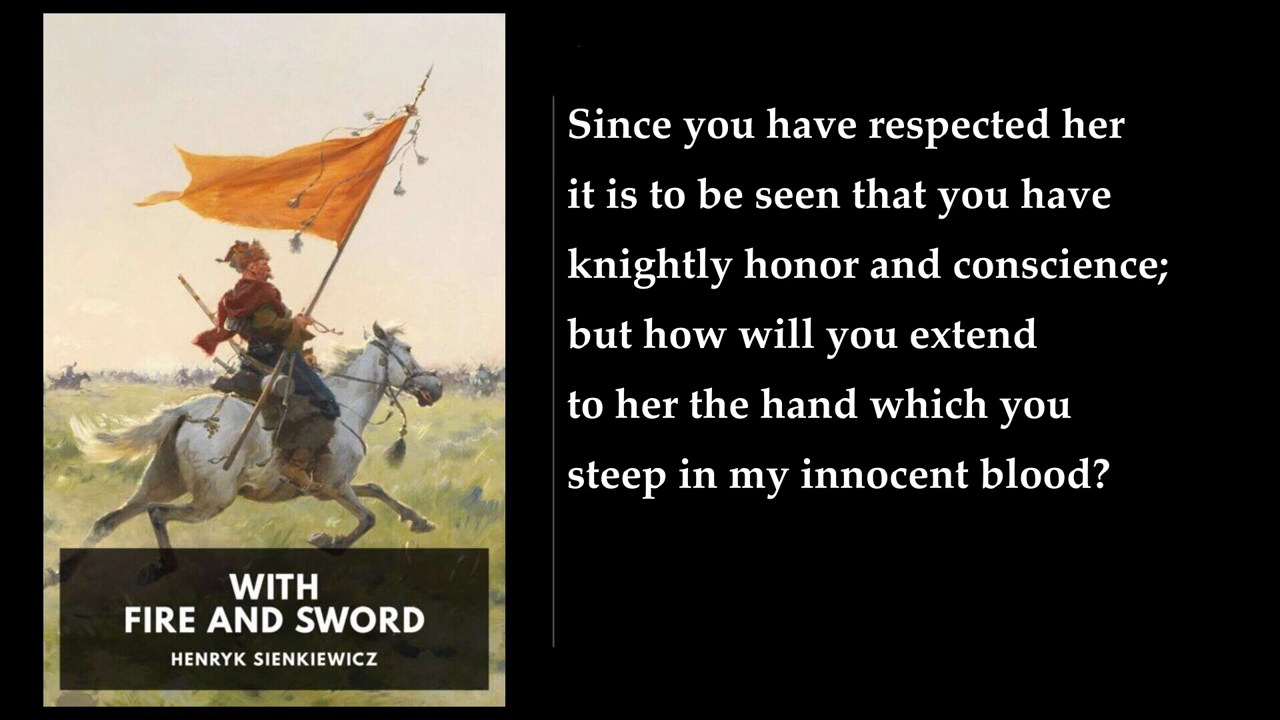 WITH
FIRE AND SWORD
HENRYK SIENKIEWICZ
Since you have respected her
it is to be seen that you have
knightly honor and conscience;
but how will you extend
to her the hand which you
steep in my innocent blood?